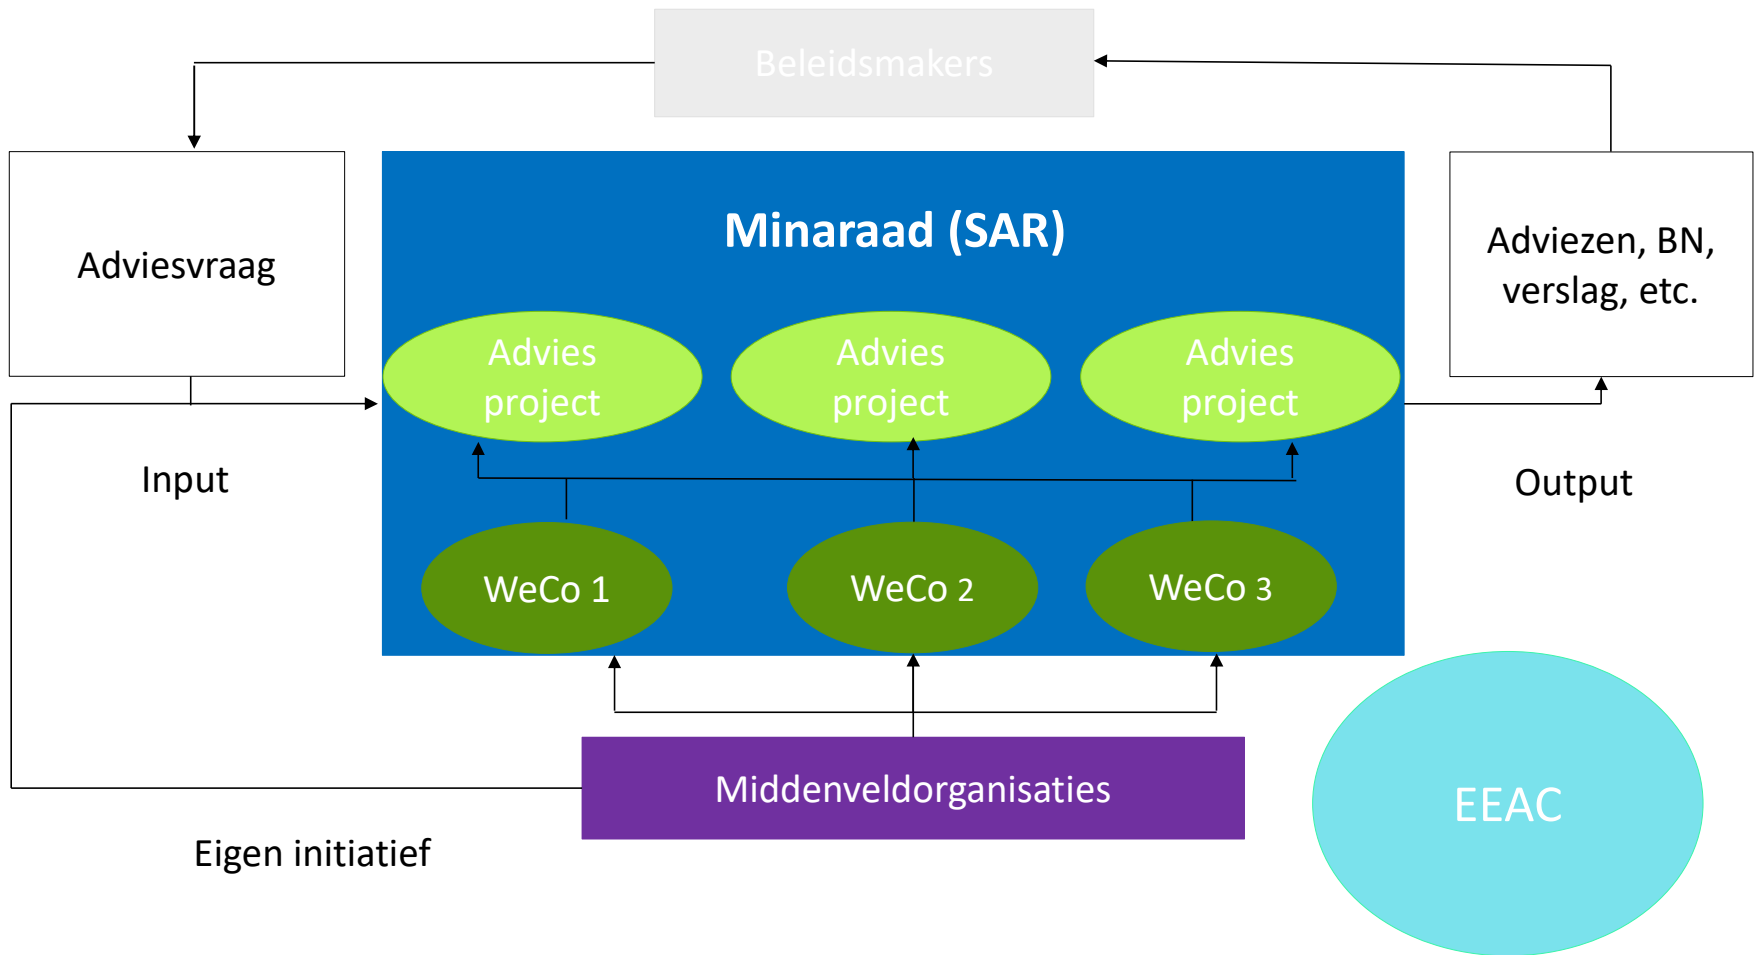 Beleidsmakers
Adviesvraag
Minaraad (SAR)
Adviezen, BN,
verslag, etc.
Advies
project
Advies
project
Advies
project
Input
Output
WeCo 1
WeCo 2
WeCo 3
Middenveldorganisaties
EEAC
Eigen initiatief